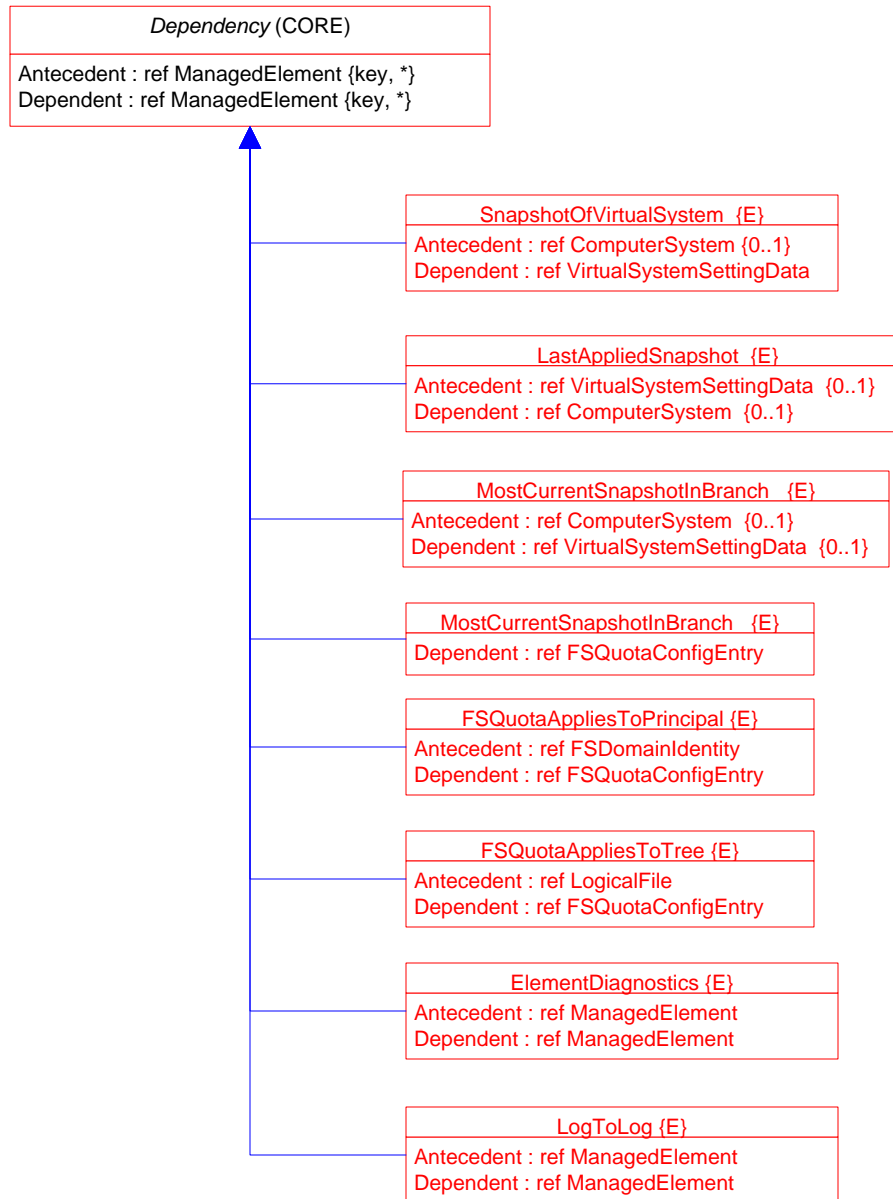 Dependency (CORE)
Antecedent : ref ManagedElement {key, *}
Dependent : ref ManagedElement {key, *}
SnapshotOfVirtualSystem {E}
Antecedent : ref ComputerSystem {0..1}
Dependent : ref VirtualSystemSettingData
LastAppliedSnapshot {E}
Antecedent : ref VirtualSystemSettingData {0..1}
Dependent : ref ComputerSystem {0..1}
MostCurrentSnapshotInBranch {E}
Antecedent : ref ComputerSystem {0..1}
Dependent : ref VirtualSystemSettingData {0..1}
MostCurrentSnapshotInBranch {E}
Dependent : ref FSQuotaConfigEntry
FSQuotaAppliesToPrincipal {E}
Antecedent : ref FSDomainIdentity
Dependent : ref FSQuotaConfigEntry
FSQuotaAppliesToTree {E}
Antecedent : ref LogicalFile
Dependent : ref FSQuotaConfigEntry
ElementDiagnostics {E}
Antecedent : ref ManagedElement
Dependent : ref ManagedElement
LogToLog {E}
Antecedent : ref ManagedElement
Dependent : ref ManagedElement